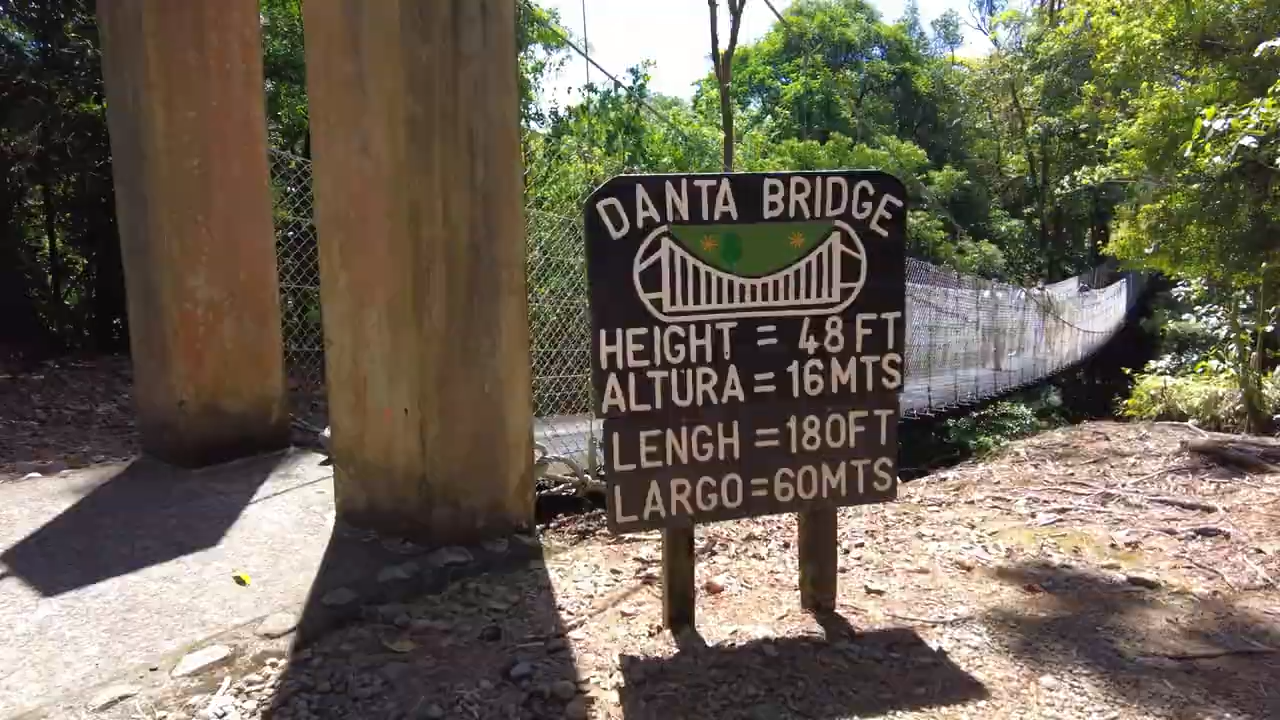 DANTA BRIDGE
HEIGHT = 48 FT
ALTURA = 16 MTS
LENGH = 180 FT
LARGO = 60 MTS